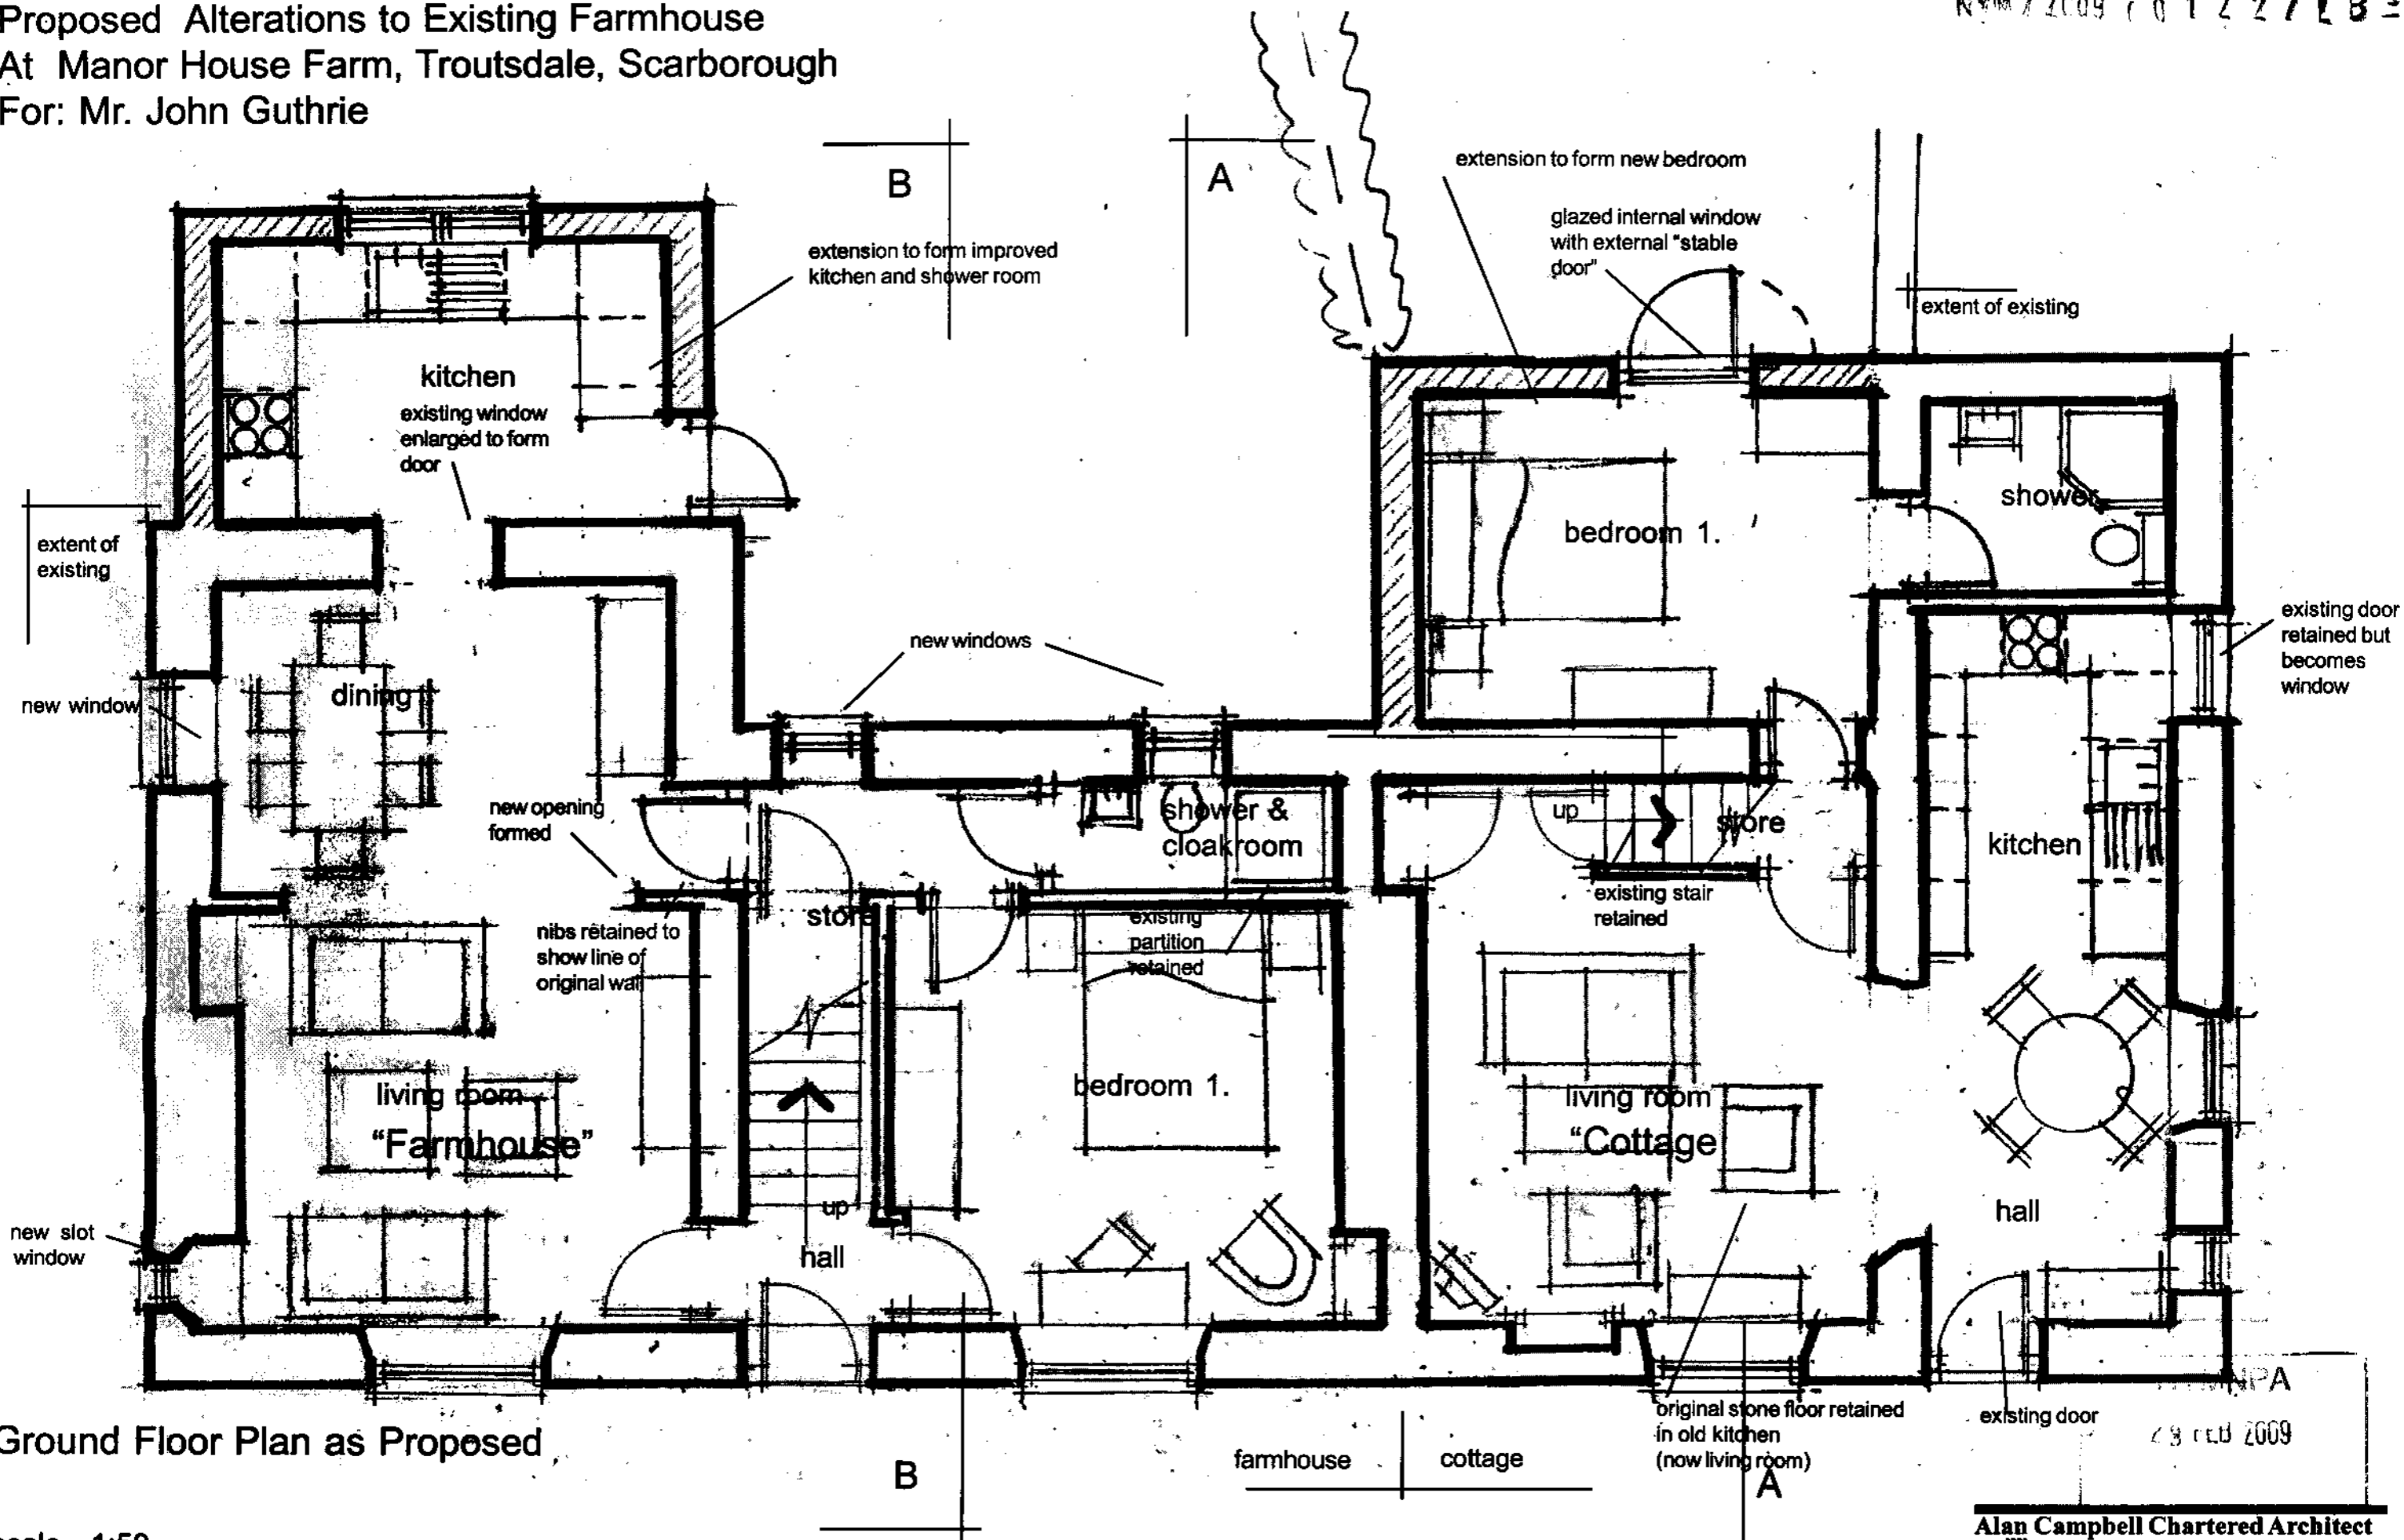 Proposed Alterations to Existing Farmhouse
At Manor House Farm, Troutsdale, Scarborough
For: Mr. John Guthrie
B
A
extension to form new bedroom
glazed internal window
with external "stable
door"
extent of existing
extension to form improved
kitchen and shower room
kitchen
existing window
enlarged to form
door
extent of
existing
bedroom 1.
shower
existing door
retained but
becomes
window
new windows
new window
dining
new opening
formed
shower &
cloakroom
up
store
kitchen
existing stair
retained
store
existing
partition
retained
nibs retained to
show line of
original wall
living room
"Farmhouse"
bedroom 1.
living room
"Cottage
up
hall
hall
new slot
window
original stone floor retained
in old kitchen
(now living room)
existing door
NPA
2009
Ground Floor Plan as Proposed
B
farmhouse
cottage
A
scale 1:50
Alan Campbell Chartered Architect